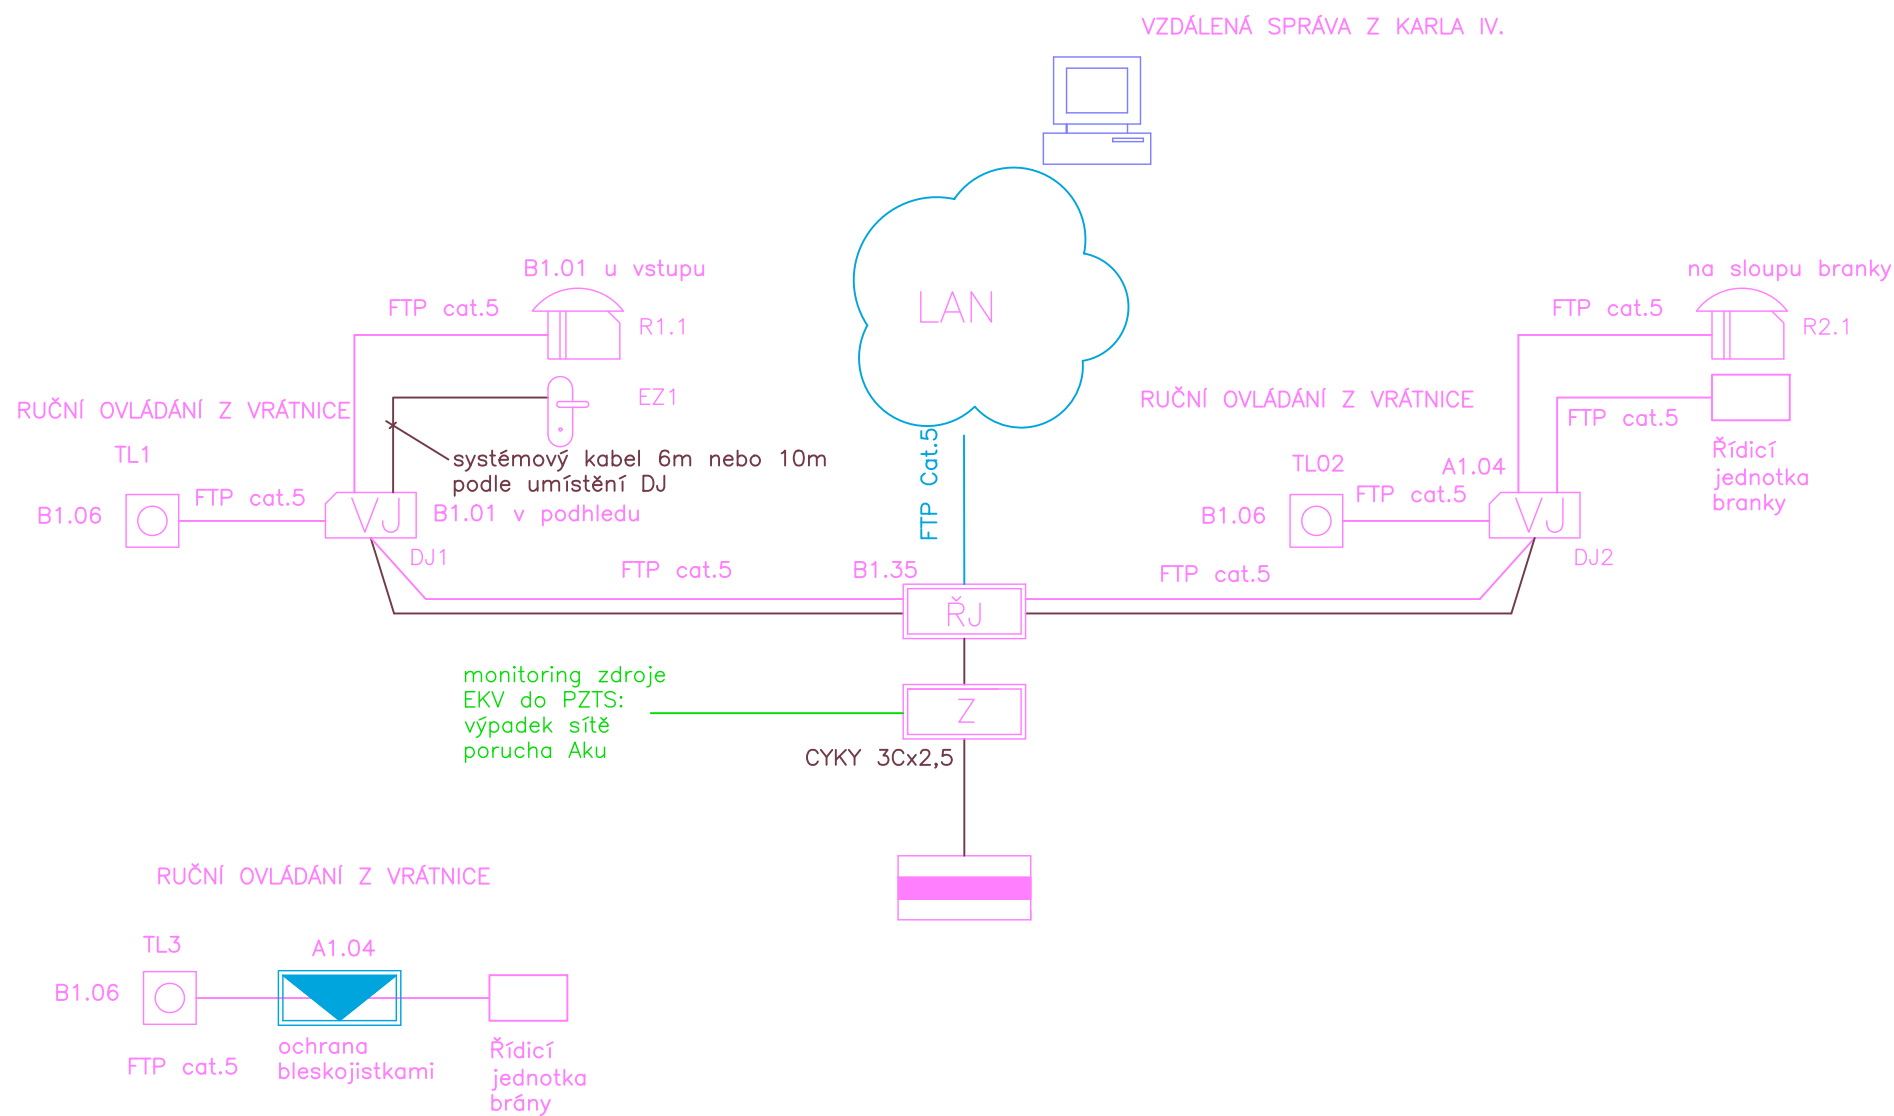 VZDÁLENÁ SPRÁVA Z KARLA IV.
B1.01 u vstupu
na sloupu branky
FTP cat.5
R1.1
LAN
FTP cat.5
R2.1
RUČNÍ OVLÁDÁNÍ Z VRÁTNICE
EZ1
RUČNÍ OVLÁDÁNÍ Z VRÁTNICE
FTP cat.5
TL1
systémový kabel 6m nebo 10m
podle umístění DJ
FTP Cat.5
TL02
A1.04
Řídicí
jednotka
branky
B1.06
FTP cat.5
VJ
B1.01 v podhledu
B1.06
FTP cat.5
VJ
DJ1
FTP cat.5
B1.35
FTP cat.5
DJ2
ŘJ
monitoring zdroje
EKV do PZTS:
výpadek sítě
porucha Aku
Z
CYKY 3Cx2,5
RUČNÍ OVLÁDÁNÍ Z VRÁTNICE
TL3
A1.04
B1.06
FTP cat.5
ochrana
bleskojistkami
Řídicí
jednotka
brány